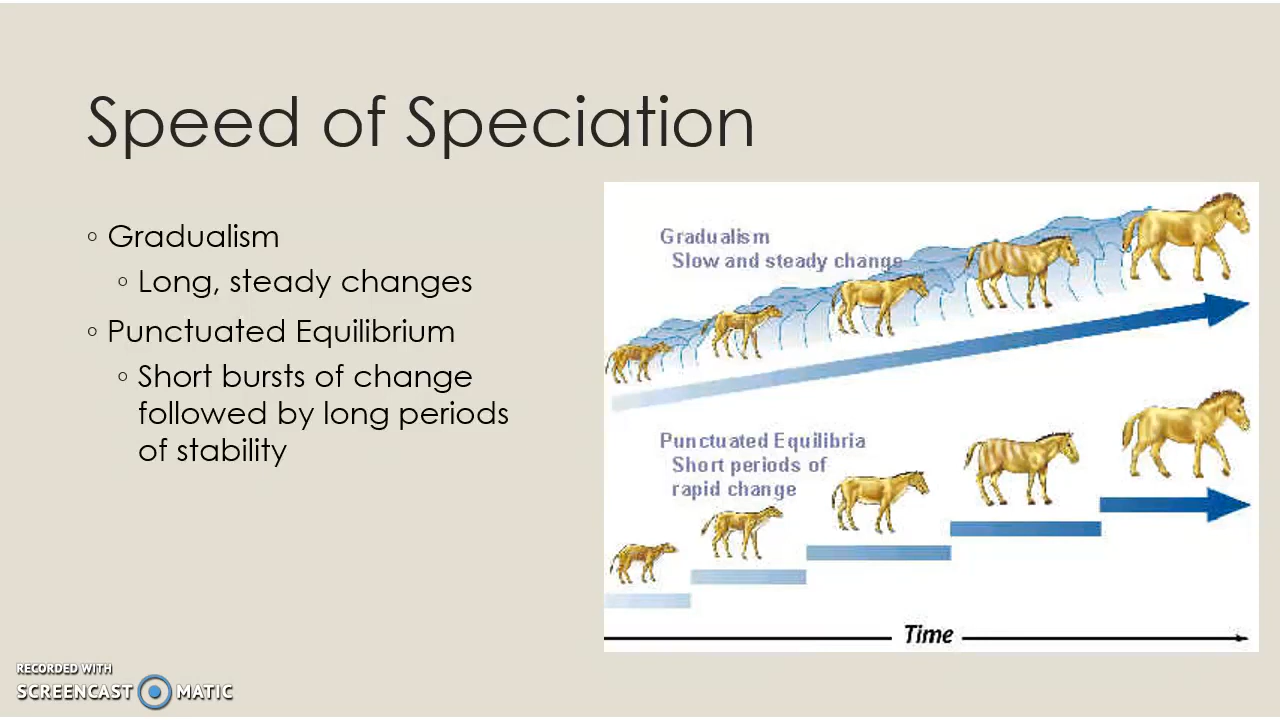 Speed of Speciation
◦ Gradualism
◦ Long, steady changes
◦ Punctuated Equilibrium
◦ Short bursts of change
followed by long periods
of stability
Gradualism
Slow and steady change
Punctuated Equilibria
Short periods of
rapid change
Time
RECORDED WITH
SCREENCAST MATIC